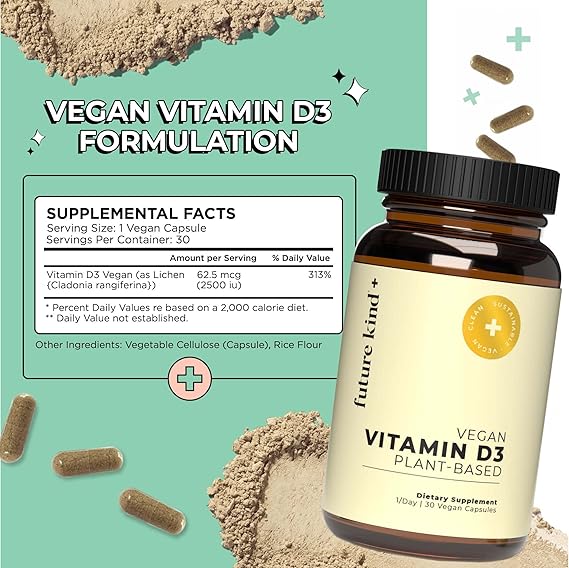 VEGAN VITAMIN D3
FORMULATION
SUPPLEMENTAL FACTS
Serving Size: 1 Vegan Capsule
Servings Per Container: 30
Amount per Serving % Daily Value
Vitamin D3 Vegan (as Lichen 62.5 mcg 313%
{Cladonia rangiferina}) (2500 iu)
* Percent Daily Values re based on a 2,000 calorie diet.
** Daily Value not established.
Other Ingredients: Vegetable Cellulose (Capsule), Rice Flour
future kind +
CLEAN · SUSTAINABLE · VEGAN
VEGAN
VITAMIN D3
PLANT-BASED
Dietary Supplement
1/Day | 30 Vegan Capsules